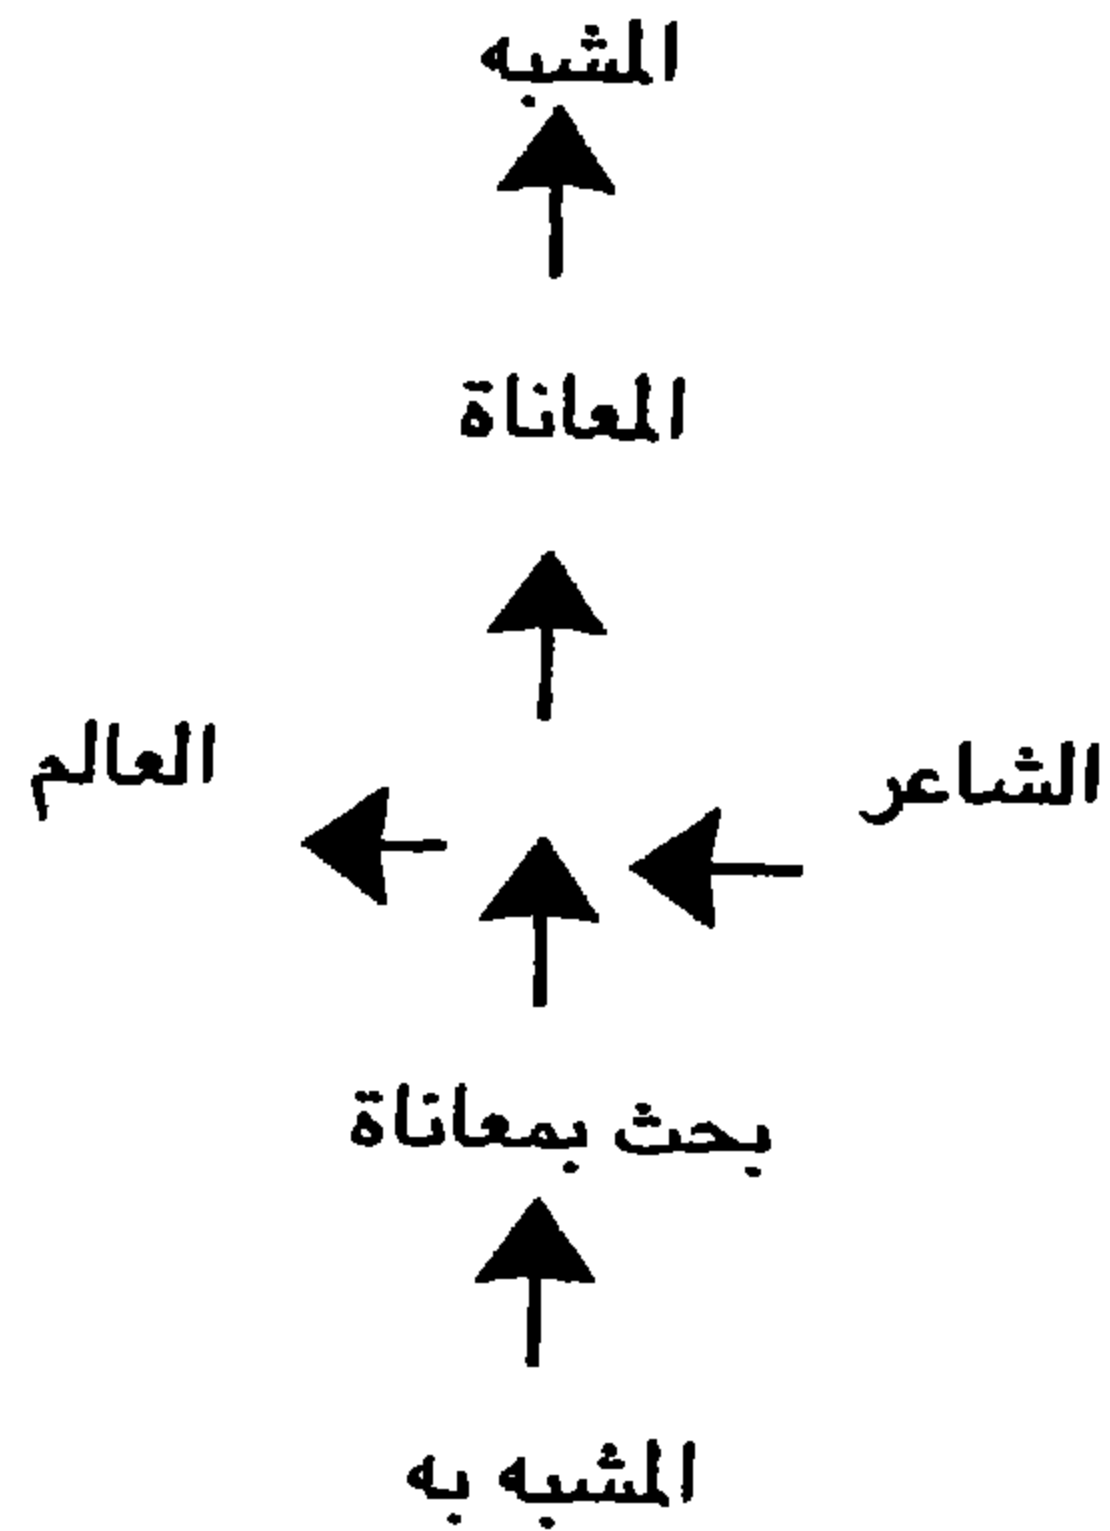 المشبه
المعاناة
الشاعر
العالم
بحث بمعاناة
المشبه به